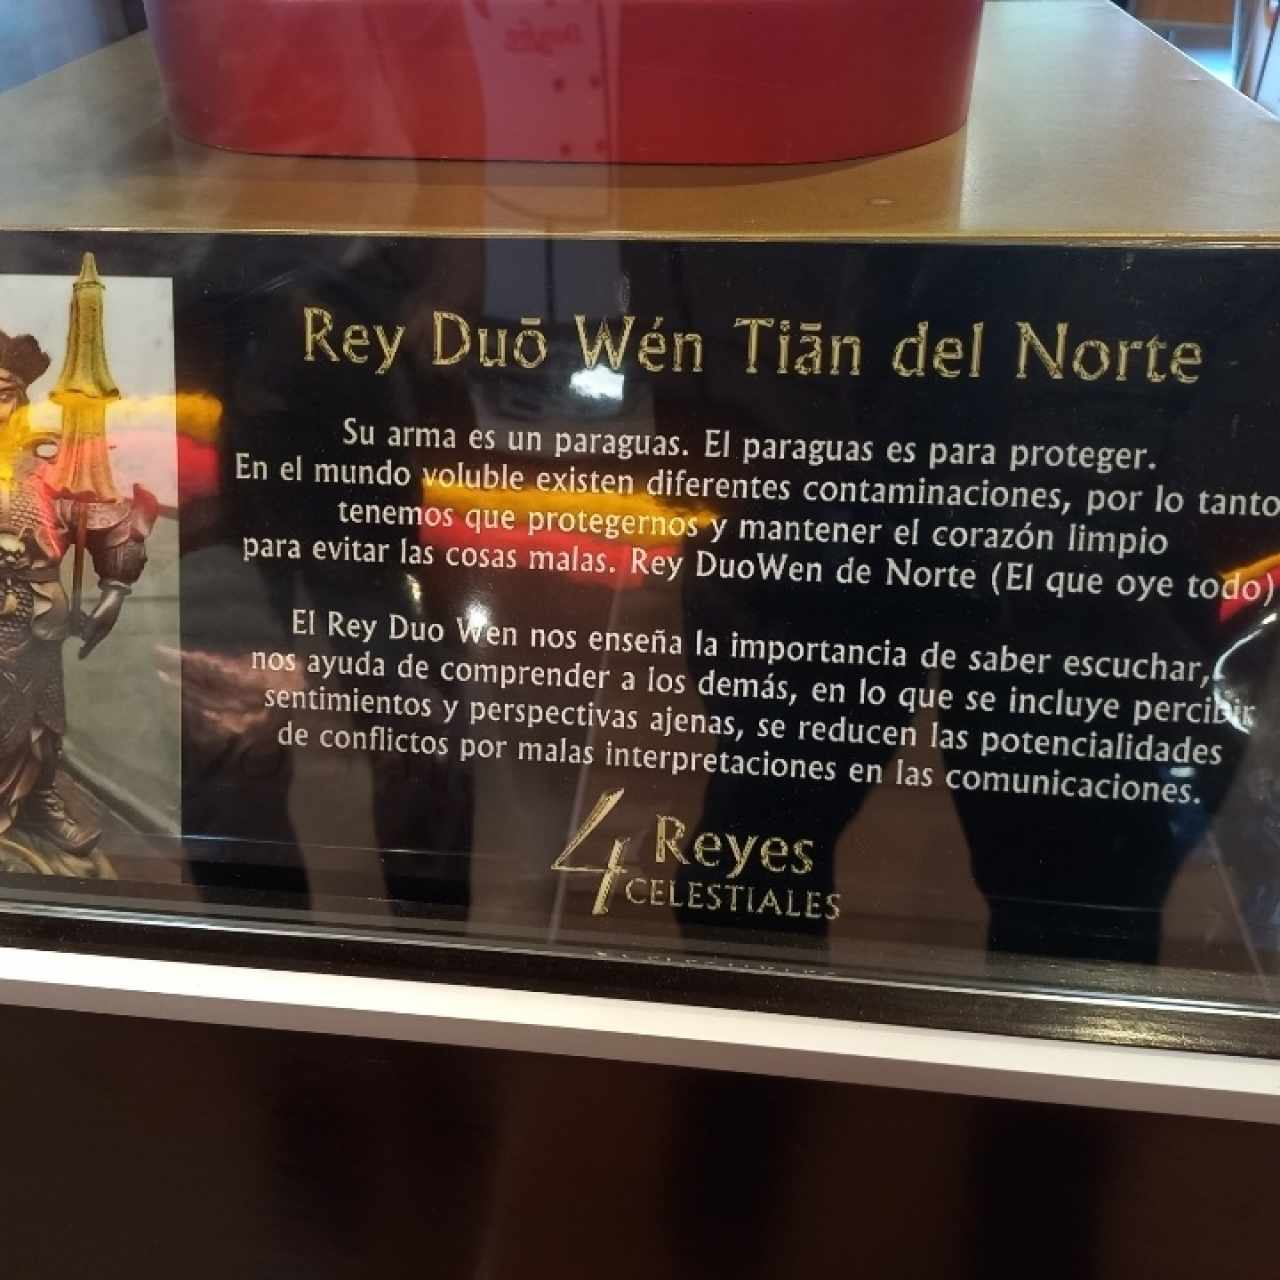 Rey Duō Wén Tiān del Norte
Su arma es un paraguas. El paraguas es para proteger.
En el mundo voluble existen diferentes contaminaciones, por lo tanto
tenemos que protegernos y mantener el corazón limpio
para evitar las cosas malas. Rey DuoWen de Norte (El que oye todo)
El Rey Duo Wen nos enseña la importancia de saber escuchar,
nos ayuda de comprender a los demás, en lo que se incluye percibir
sentimientos y perspectivas ajenas, se reducen las potencialidades
de conflictos por malas interpretaciones en las comunicaciones.
4 Reyes
CELESTIALES